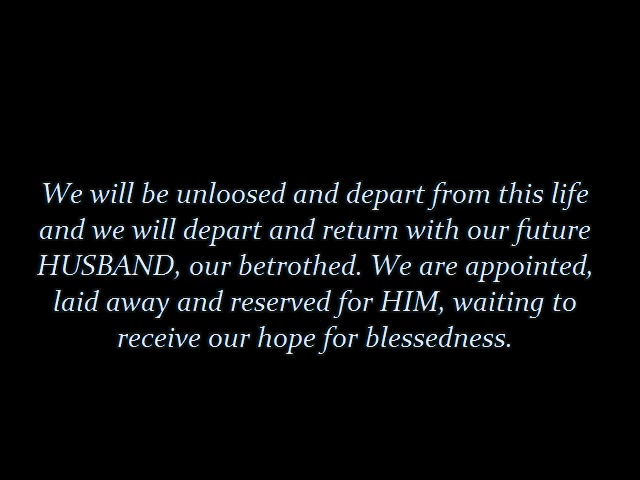 We will be unloosed and depart from this life
and we will depart and return with our future
HUSBAND, our betrothed. We are appointed,
laid away and reserved for HIM, waiting to
receive our hope for blessedness.